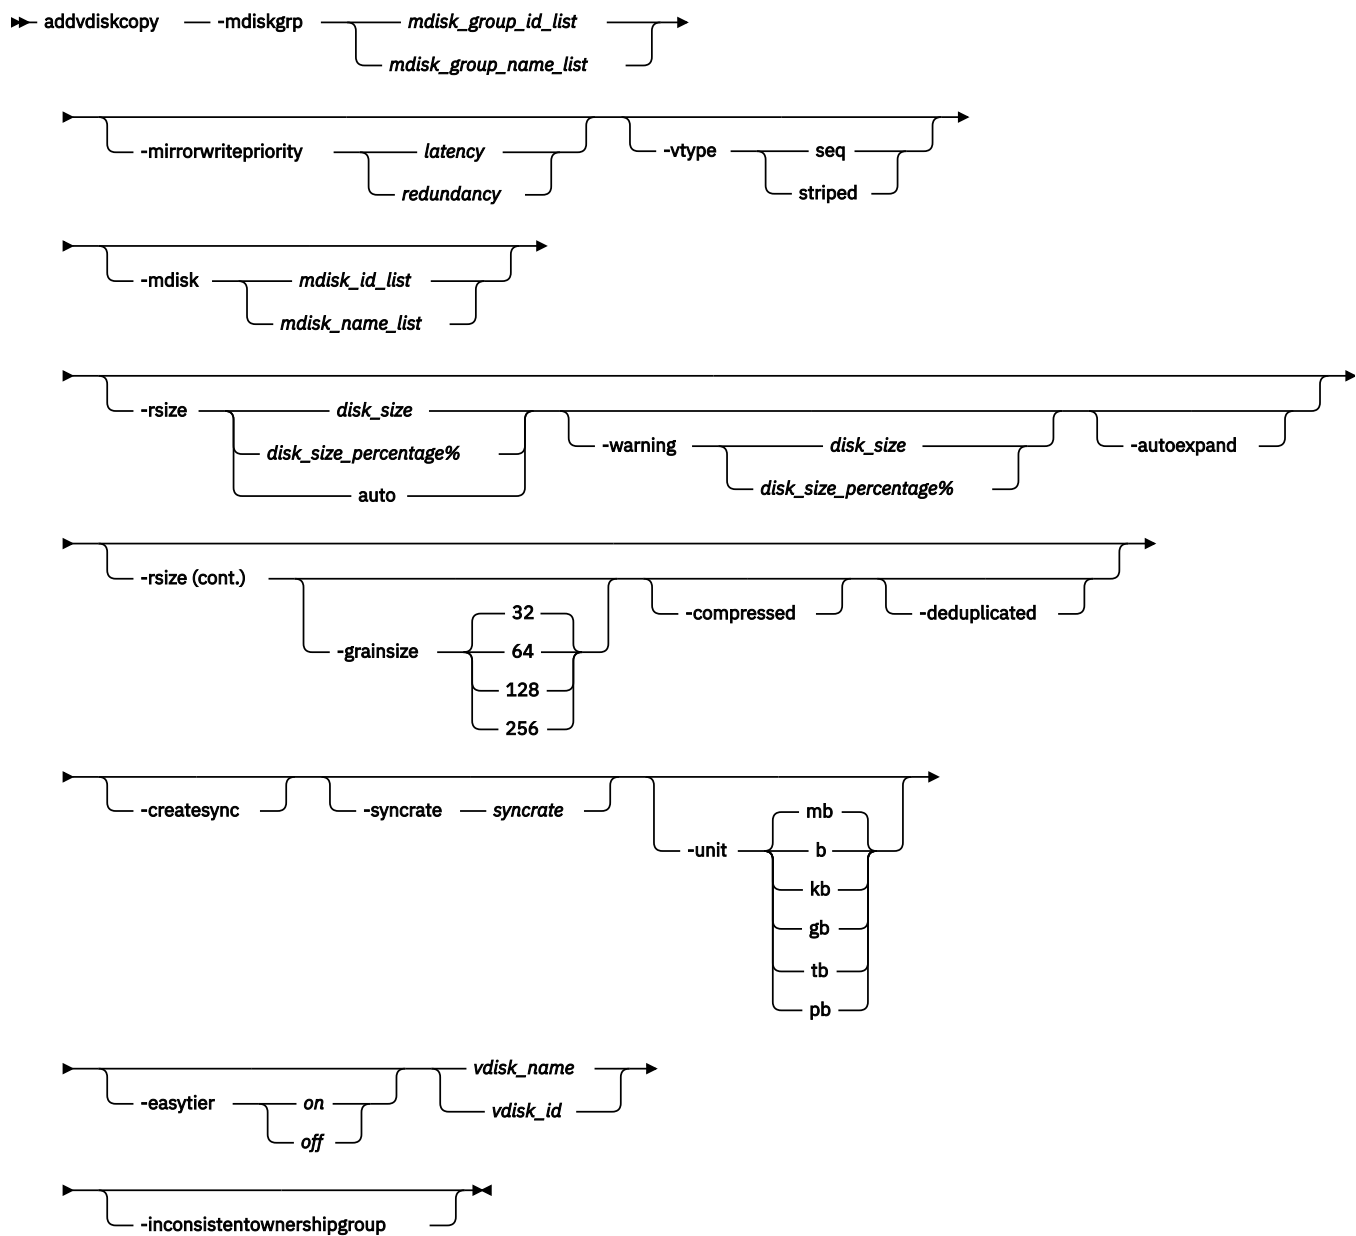 addvdiskcopy -mdiskgrp mdisk_group_id_list
mdisk_group_name_list
-mirrorwritepriority latency -vtype seq
redundancy striped
-mdisk mdisk_id_list
mdisk_name_list
-rsize disk_size
disk_size_percentage% -warning disk_size -autoexpand
auto disk_size_percentage%
-rsize (cont.)
32 -compressed -deduplicated
-grainsize 64
128
256
-createsync -syncrate syncrate mb
-unit b
kb
gb
tb
pb
vdisk_name
-easytier on vdisk_id
off
-inconsistentownershipgroup